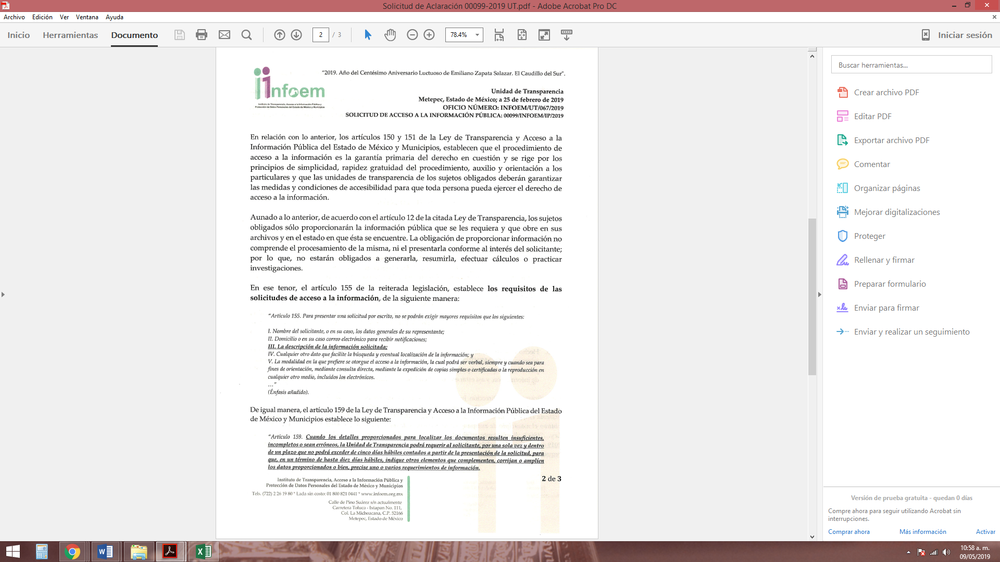 Solicitud de Aclaración 00099-2019 UT.pdf - Adobe Acrobat Pro DC
Archivo Edición Ver Ventana Ayuda
Inicio Herramientas Documento 2 / 3 78.4% Iniciar sesión
infoem
Instituto de Transparencia, Acceso a la Información Pública y
Protección de Datos Personales del Estado de México y Municipios
“2019. Año del Centésimo Aniversario Luctuoso de Emiliano Zapata Salazar. El Caudillo del Sur".
Unidad de Transparencia
Metepec, Estado de México; a 25 de febrero de 2019
OFICIO NÚMERO: INFOEM/UT/067/2019
SOLICITUD DE ACCESO A LA INFORMACIÓN PÚBLICA: 00099/INFOEM/IP/2019
En relación con lo anterior, los artículos 150 y 151 de la Ley de Transparencia y Acceso a la
Información Pública del Estado de México y Municipios, establecen que el procedimiento de
acceso a la información es la garantía primaria del derecho en cuestión y se rige por los
principios de simplicidad, rapidez gratuidad del procedimiento, auxilio y orientación a los
particulares y que las unidades de transparencia de los sujetos obligados deberán garantizar
las medidas y condiciones de accesibilidad para que toda persona pueda ejercer el derecho de
acceso a la información.
Aunado a lo anterior, de acuerdo con el artículo 12 de la citada Ley de Transparencia, los sujetos
obligados sólo proporcionarán la información pública que se les requiera y que obre en sus
archivos y en el estado en que ésta se encuentre. La obligación de proporcionar información no
comprende el procesamiento de la misma, ni el presentarla conforme al interés del solicitante;
por lo que, no estarán obligados a generarla, resumirla, efectuar cálculos o practicar
investigaciones.
En ese tenor, el artículo 155 de la reiterada legislación, establece los requisitos de las
solicitudes de acceso a la información, de la siguiente manera:
“Artículo 155. Para presentar una solicitud por escrito, no se podrán exigir mayores requisitos que los siguientes:
I. Nombre del solicitante, o en su caso, los datos generales de su representante;
II. Domicilio o en su caso correo electrónico para recibir notificaciones;
III. La descripción de la información solicitada;
IV. Cualquier otro dato que facilite la búsqueda y eventual localización de la información; y
V. La modalidad en la que prefiere se otorgue el acceso a la información, la cual podrá ser verbal, siempre y cuando sea para
fines de orientación, mediante consulta directa, mediante la expedición de copias simples o certificadas o la reproducción en
cualquier otro medio, incluidos los electrónicos.
…”
(Énfasis añadido).
De igual manera, el artículo 159 de la Ley de Transparencia y Acceso a la Información Pública del Estado
de México y Municipios establece lo siguiente:
“Artículo 159. Cuando los detalles proporcionados para localizar los documentos resulten insuficientes,
incompletos o sean erróneos, la Unidad de Transparencia podrá requerir al solicitante, por una sola vez y dentro
de un plazo que no podrá exceder de cinco días hábiles contados a partir de la presentación de la solicitud, para
que, en un término de hasta diez días hábiles, indique otros elementos que complementen, corrijan o amplíen
los datos proporcionados o bien, precise uno o varios requerimientos de información.
2 de 3
Instituto de Transparencia, Acceso a la Información Pública y
Protección de Datos Personales del Estado de México y Municipios
Tels. (722) 2 26 19 80 * Lada sin costo: 01 800 821 0441 * www.infoem.org.mx
Calle de Pino Suárez s/n actualmente
Carretera Toluca - Ixtapan No. 111,
Col. La Michoacana, C.P. 52166
Metepec, Estado de México
Buscar herramientas...
Crear archivo PDF
Editar PDF
Exportar archivo PDF
Comentar
Organizar páginas
Mejorar digitalizaciones
Proteger
Rellenar y firmar
Preparar formulario
Enviar para firmar
Enviar y realizar un seguimiento
Versión de prueba gratuita - quedan 0 días
Compre ahora para seguir utilizando Acrobat sin
interrupciones.
Comprar ahora Más información Activar
10:58 a. m.
09/05/2019